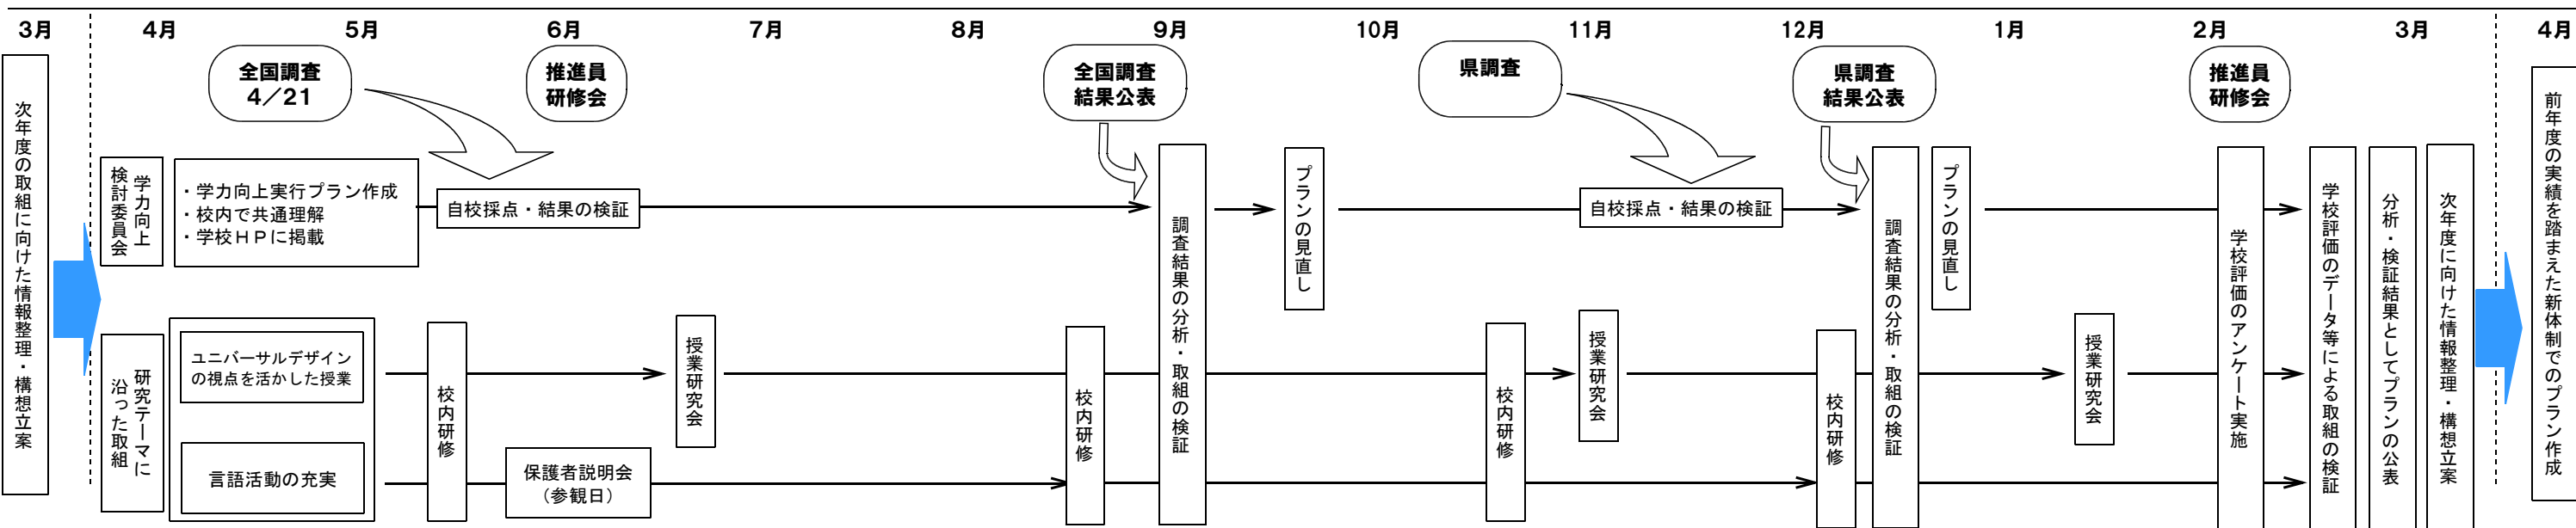 3月
4月
5月
6月
7月
8月
9月
10月
11月
12月
1月
2月
3月
4月
全国調査
4／21
推進員
研修会
全国調査
結果公表
県調査
県調査
結果公表
推進員
研修会
次年度の取組に向けた情報整理・構想立案
学力向上
検討委員会
・学力向上実行プラン作成
・校内で共通理解
・学校ＨＰに掲載
自校採点・結果の検証
調査結果の分析・取組の検証
プランの見直し
自校採点・結果の検証
調査結果の分析・取組の検証
プランの見直し
学校評価のアンケート実施
学校評価のデータ等による取組の検証
分析・検証結果としてプランの公表
次年度に向けた情報整理・構想立案
前年度の実績を踏まえた新体制でのプラン作成
研究テーマに
沿った取組
ユニバーサルデザイン
の視点を活かした授業
言語活動の充実
校内研修
保護者説明会
（参観日）
授業研究会
校内研修
校内研修
授業研究会
校内研修
授業研究会